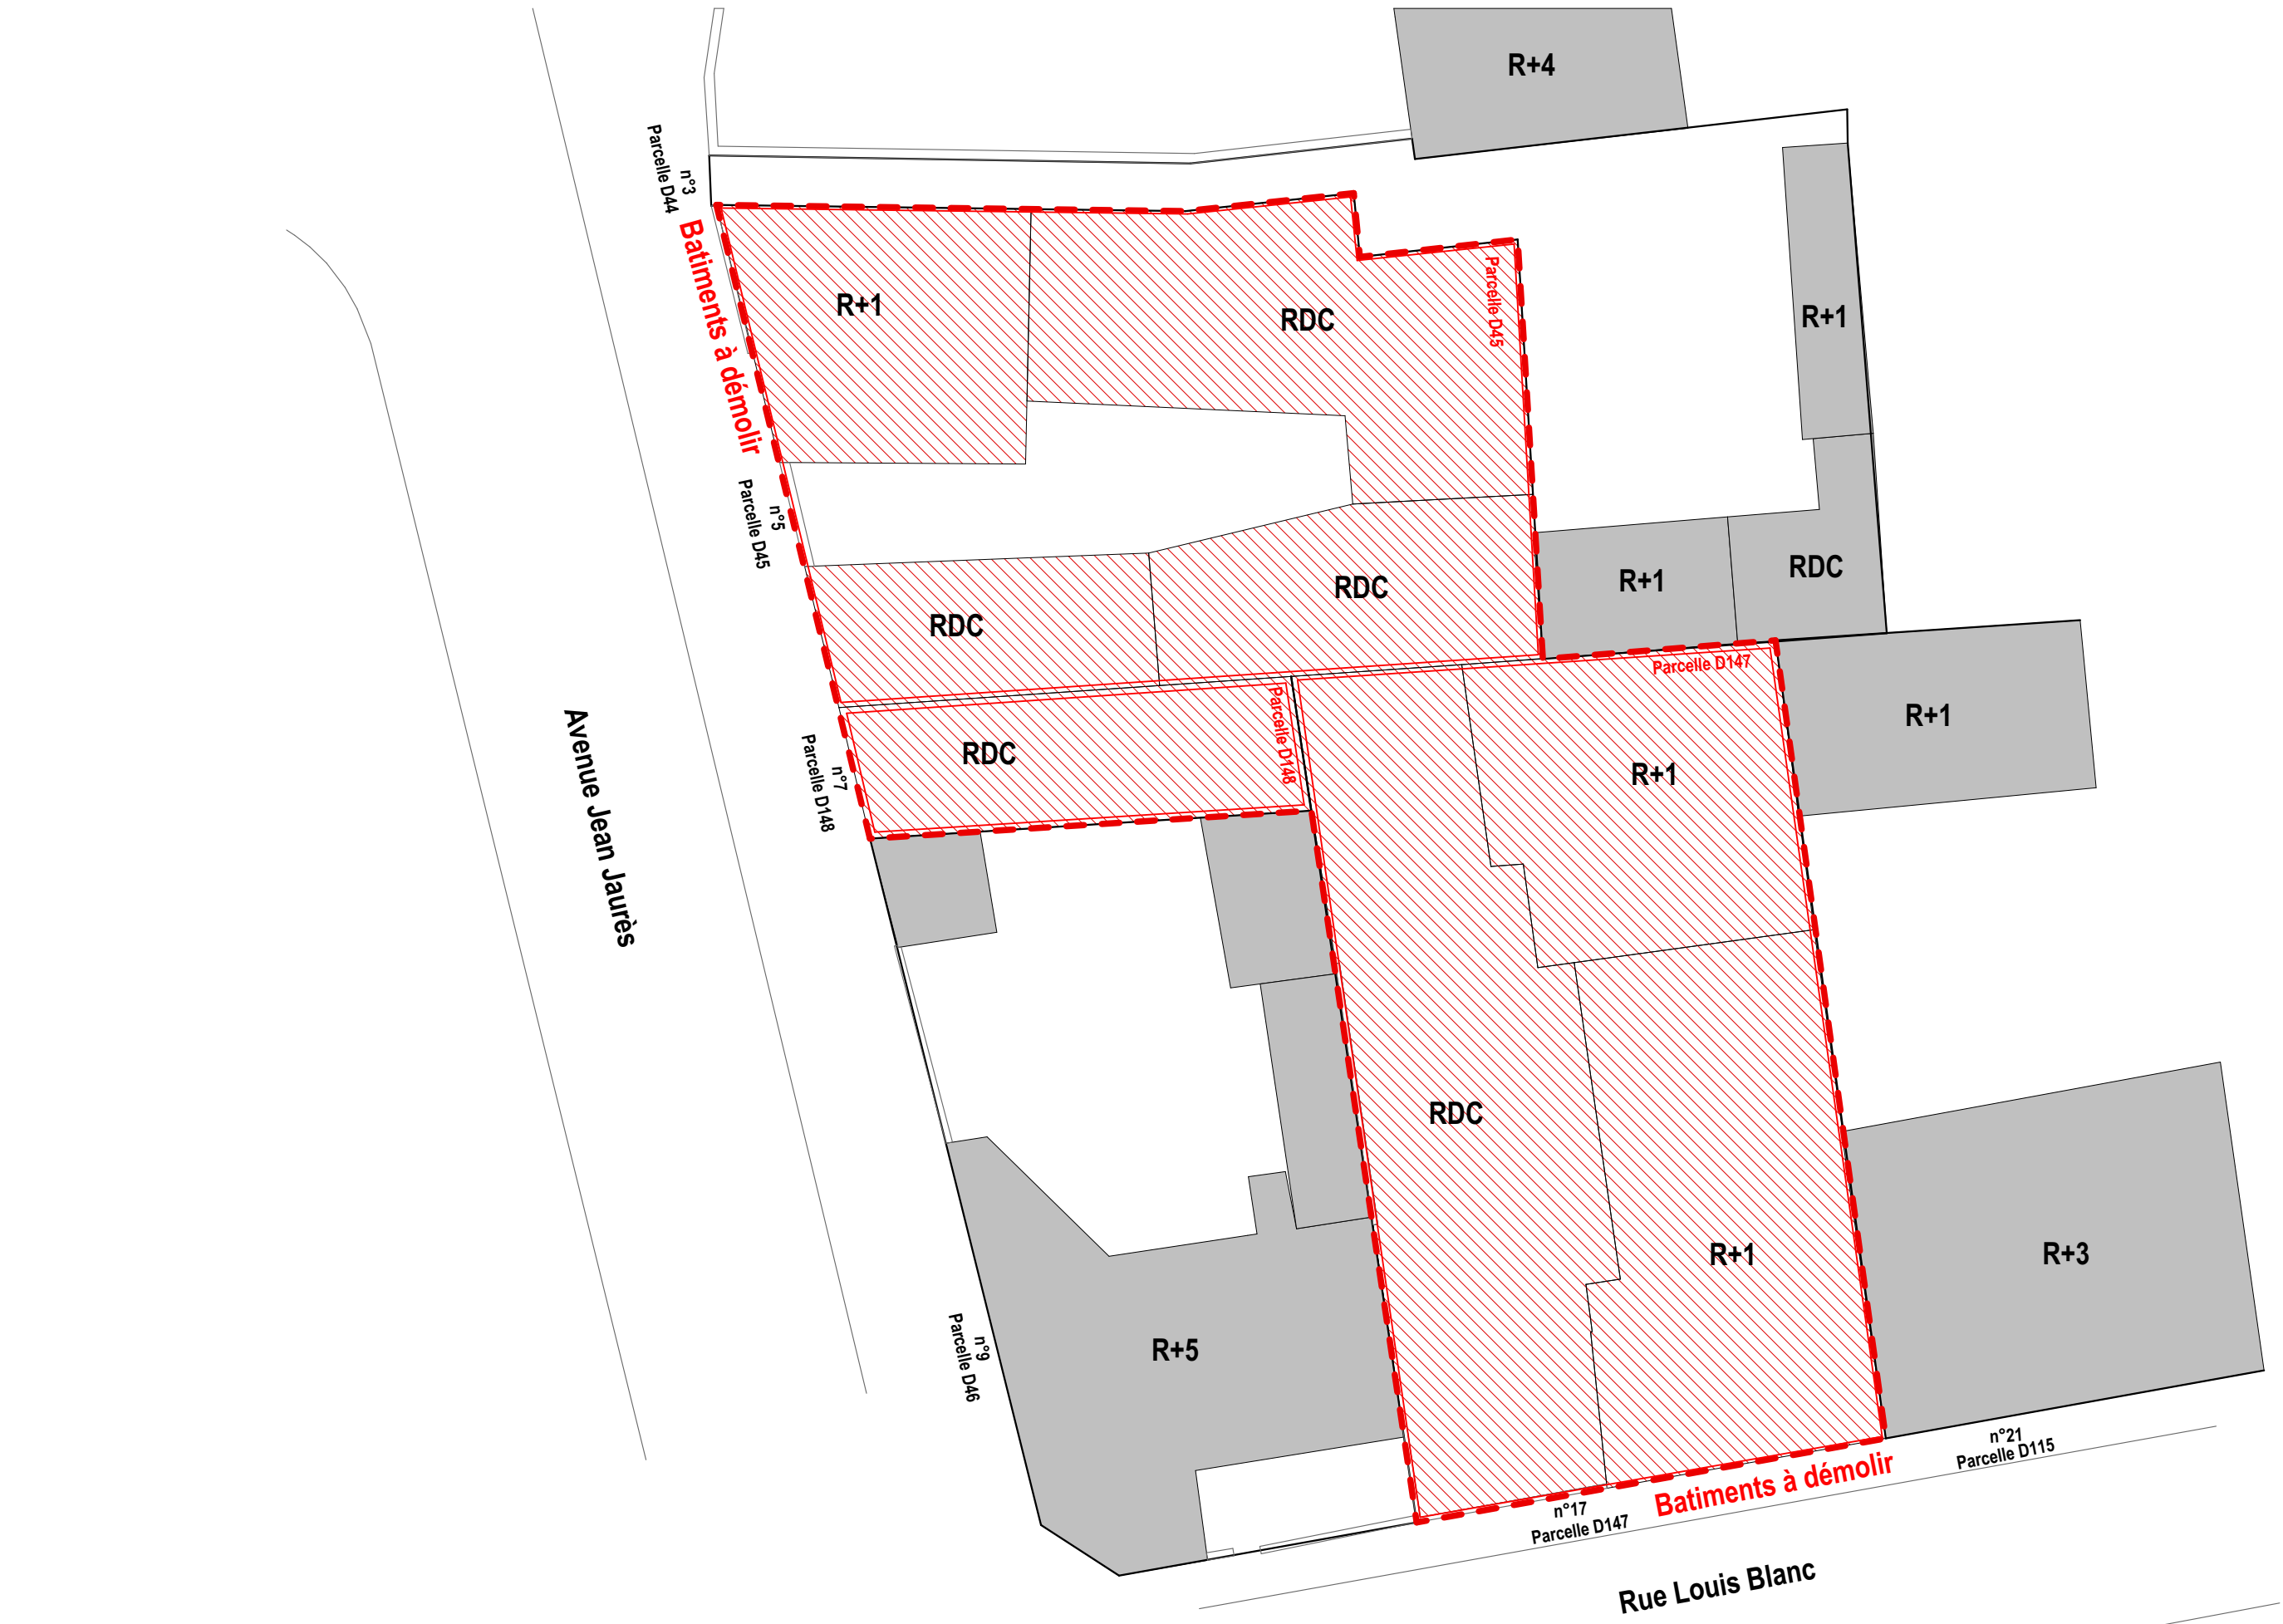 R+4
n°3
Parcelle D44
Batiments à démolir
R+1
RDC
Parcelle D45
R+1
n°5
Parcelle D45
RDC
RDC
R+1
RDC
Parcelle D147
n°7
Parcelle D148
RDC
Parcelle D148
R+1
R+1
Avenue Jean Jaurès
RDC
R+1
R+3
n°9
Parcelle D46
R+5
n°21
Parcelle D115
Batiments à démolir
n°17
Parcelle D147
Rue Louis Blanc